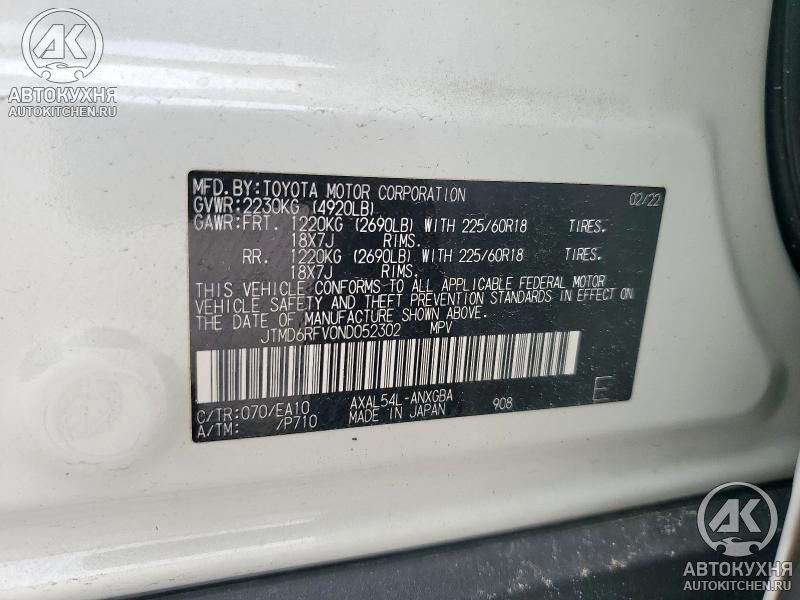 АК
АВТОКУХНЯ
AUTOKITCHEN.RU
MFD.BY:TOYOTA MOTOR CORPORATION 02/22
GVWR:2230KG (4920LB)
GAWR:FRT. 1220KG (2690LB) WITH 225/60R18 TIRES.
18X7J RIMS.
RR. 1220KG (2690LB) WITH 225/60R18 TIRES.
18X7J RIMS.
THIS VEHICLE CONFORMS TO ALL APPLICABLE FEDERAL MOTOR
VEHICLE SAFETY AND THEFT PREVENTION STANDARDS IN EFFECT ON
THE DATE OF MANUFACTURE SHOWN ABOVE.
JTMD6RFV0ND052302 MPV
C/TR:070/EA10 AXAL54L-ANXGBA 908 E
A/TM: /P710 MADE IN JAPAN
АК
АВТОКУХНЯ
AUTOKITCHEN.RU